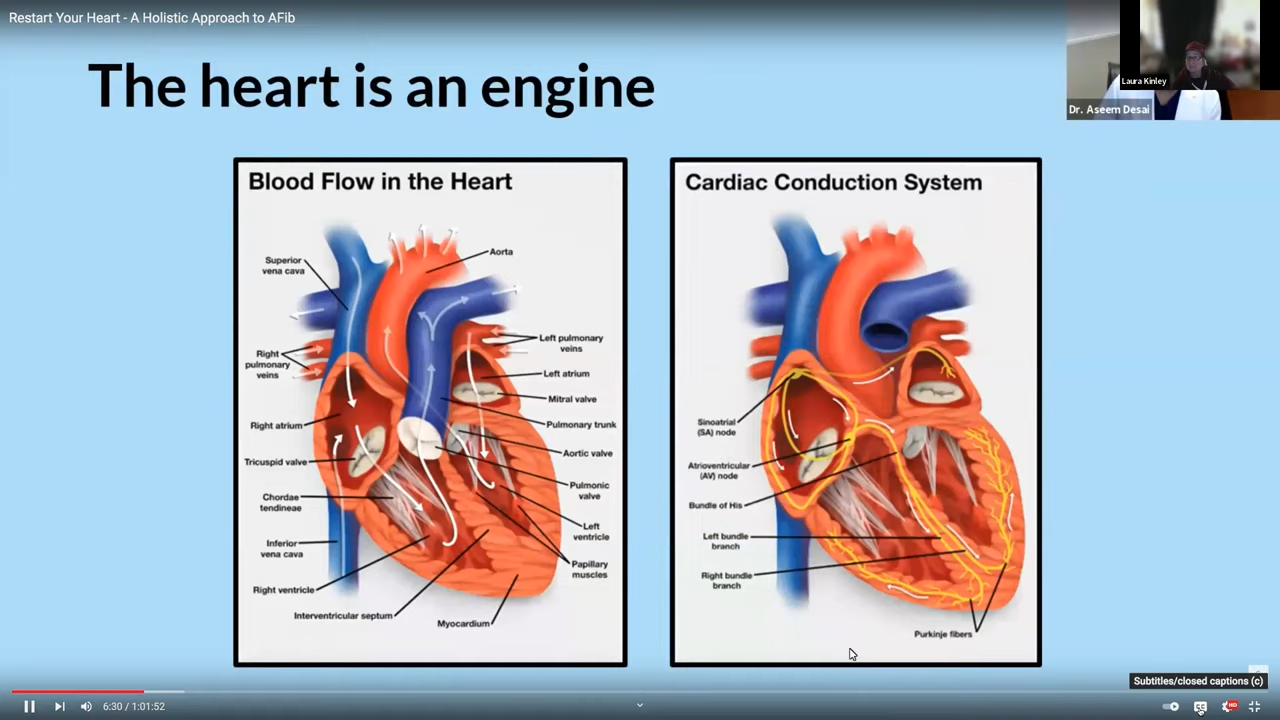 Restart Your Heart - A Holistic Approach to AFib
Laura Kinley
Dr. Aseem Desai
The heart is an engine
Blood Flow in the Heart
Aorta
Superior
vena cava
Left pulmonary
veins
Right
pulmonary
veins
Left atrium
Mitral valve
Right atrium
Pulmonary trunk
Aortic valve
Tricuspid valve
Pulmonic
valve
Chordae
tendineae
Left
ventricle
Inferior
vena cava
Papillary
muscles
Right ventricle
Interventricular septum
Myocardium
Cardiac Conduction System
Sinoatrial
(SA) node
Atrioventricular
(AV) node
Bundle of His
Left bundle
branch
Right bundle
branch
Purkinje fibers
Subtitles/closed captions (c)
6:30 / 1:01:52
CC
HD